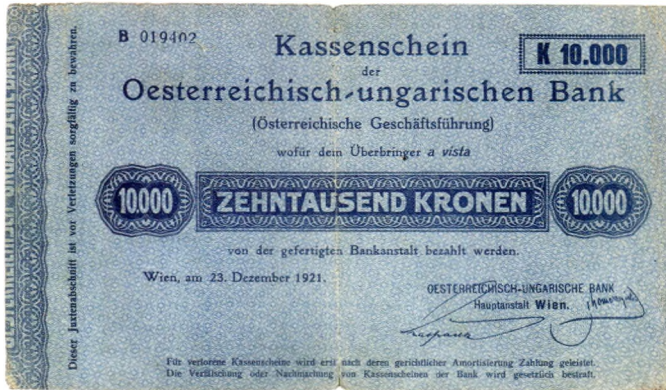 B 019402
Kassenschein
K 10.000
der
Oesterreichisch-ungarischen Bank
(Österreichische Geschäftsführung)
wofür dem Überbringer a vista
10.000 ZEHNTAUSEND KRONEN 10.000
von der gefertigten Bankanstalt bezahlt werden.
Wien, am 23. Dezember 1921.
OESTERREICHISCH-UNGARISCHE BANK
Hauptanstalt Wien.
Für verlorene Kassenscheine wird erst nach deren gerichtlicher Amortisierung Zahlung geleistet.
Die Verfälschung oder Nachmachung von Kassenscheinen der Bank wird gesetzlich bestraft.
Dieser Juxtenabschnitt ist vor Verletzungen sorgfältig zu bewahren.